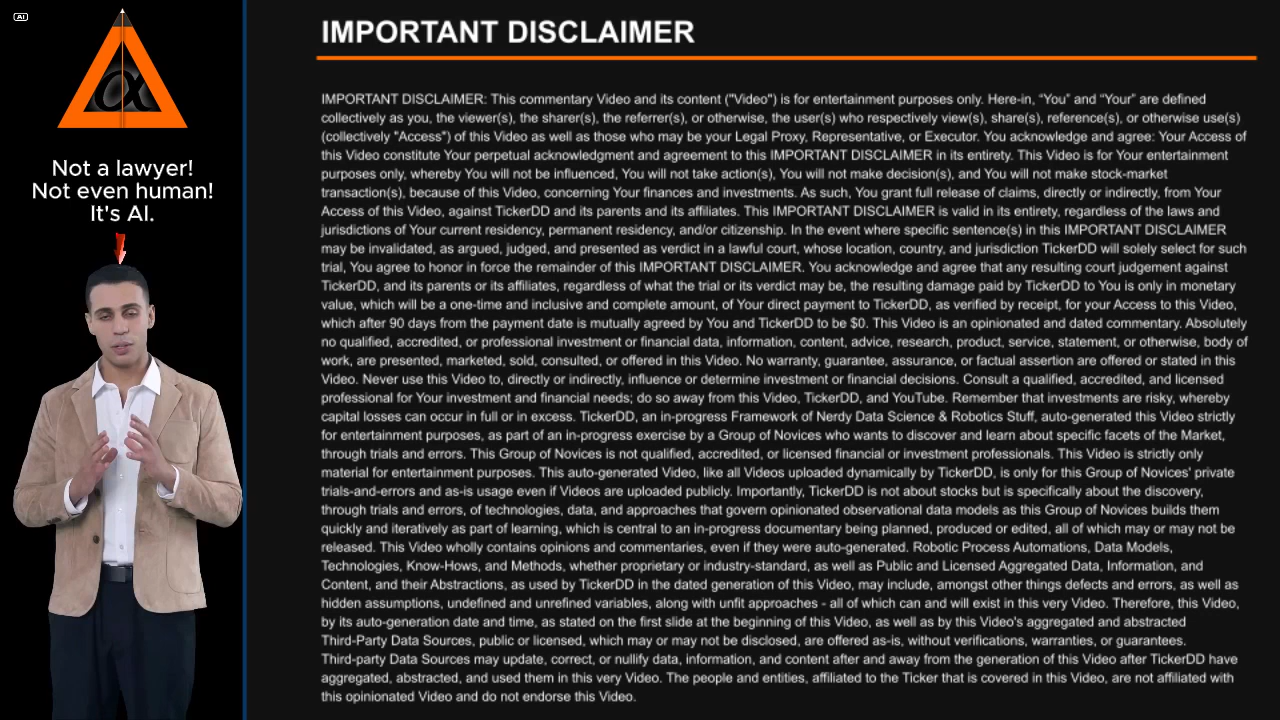 AI
Not a lawyer!
Not even human!
It's AI.
IMPORTANT DISCLAIMER
IMPORTANT DISCLAIMER: This commentary Video and its content ("Video") is for entertainment purposes only. Here-in, “You” and “Your” are defined
collectively as you, the viewer(s), the sharer(s), the referrer(s), or otherwise, the user(s) who respectively view(s), share(s), reference(s), or otherwise use(s)
(collectively "Access") of this Video as well as those who may be your Legal Proxy, Representative, or Executor. You acknowledge and agree: Your Access of
this Video constitute Your perpetual acknowledgment and agreement to this IMPORTANT DISCLAIMER in its entirety. This Video is for Your entertainment
purposes only, whereby You will not be influenced, You will not take action(s), You will not make decision(s), and You will not make stock-market
transaction(s), because of this Video, concerning Your finances and investments. As such, You grant full release of claims, directly or indirectly, from Your
Access of this Video, against TickerDD and its parents and its affiliates. This IMPORTANT DISCLAIMER is valid in its entirety, regardless of the laws and
jurisdictions of Your current residency, permanent residency, and/or citizenship. In the event where specific sentence(s) in this IMPORTANT DISCLAIMER
may be invalidated, as argued, judged, and presented as verdict in a lawful court, whose location, country, and jurisdiction TickerDD will solely select for such
trial, You agree to honor in force the remainder of this IMPORTANT DISCLAIMER. You acknowledge and agree that any resulting court judgement against
TickerDD, and its parents or its affiliates, regardless of what the trial or its verdict may be, the resulting damage paid by TickerDD to You is only in monetary
value, which will be a one-time and inclusive and complete amount, of Your direct payment to TickerDD, as verified by receipt, for your Access to this Video,
which after 90 days from the payment date is mutually agreed by You and TickerDD to be $0. This Video is an opinionated and dated commentary. Absolutely
no qualified, accredited, or professional investment or financial data, information, content, advice, research, product, service, statement, or otherwise, body of
work, are presented, marketed, sold, consulted, or offered in this Video. No warranty, guarantee, assurance, or factual assertion are offered or stated in this
Video. Never use this Video to, directly or indirectly, influence or determine investment or financial decisions. Consult a qualified, accredited, and licensed
professional for Your investment and financial needs; do so away from this Video, TickerDD, and YouTube. Remember that investments are risky, whereby
capital losses can occur in full or in excess. TickerDD, an in-progress Framework of Nerdy Data Science & Robotics Stuff, auto-generated this Video strictly
for entertainment purposes, as part of an in-progress exercise by a Group of Novices who wants to discover and learn about specific facets of the Market,
through trials and errors. This Group of Novices is not qualified, accredited, or licensed financial or investment professionals. This Video is strictly only
material for entertainment purposes. This auto-generated Video, like all Videos uploaded dynamically by TickerDD, is only for this Group of Novices' private
trials-and-errors and as-is usage even if Videos are uploaded publicly. Importantly, TickerDD is not about stocks but is specifically about the discovery,
through trials and errors, of technologies, data, and approaches that govern opinionated observational data models as this Group of Novices builds them
quickly and iteratively as part of learning, which is central to an in-progress documentary being planned, produced or edited, all of which may or may not be
released. This Video wholly contains opinions and commentaries, even if they were auto-generated. Robotic Process Automations, Data Models,
Technologies, Know-Hows, and Methods, whether proprietary or industry-standard, as well as Public and Licensed Aggregated Data, Information, and
Content, and their Abstractions, as used by TickerDD in the dated generation of this Video, may include, amongst other things defects and errors, as well as
hidden assumptions, undefined and unrefined variables, along with unfit approaches - all of which can and will exist in this very Video. Therefore, this Video,
by its auto-generation date and time, as stated on the first slide at the beginning of this Video, as well as by this Video's aggregated and abstracted
Third-Party Data Sources, public or licensed, which may or may not be disclosed, are offered as-is, without verifications, warranties, or guarantees.
Third-party Data Sources may update, correct, or nullify data, information, and content after and away from the generation of this Video after TickerDD have
aggregated, abstracted, and used them in this very Video. The people and entities, affiliated to the Ticker that is covered in this Video, are not affiliated with
this opinionated Video and do not endorse this Video.